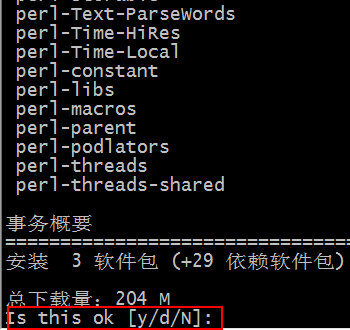 perl-Text-ParseWords
perl-Time-HiRes
perl-Time-Local
perl-constant
perl-libs
perl-macros
perl-parent
perl-podlators
perl-threads
perl-threads-shared
事务概要
================================================
安装  3 软件包 (+29 依赖软件包)
总下载量：204 M
Is this ok [y/d/N]: